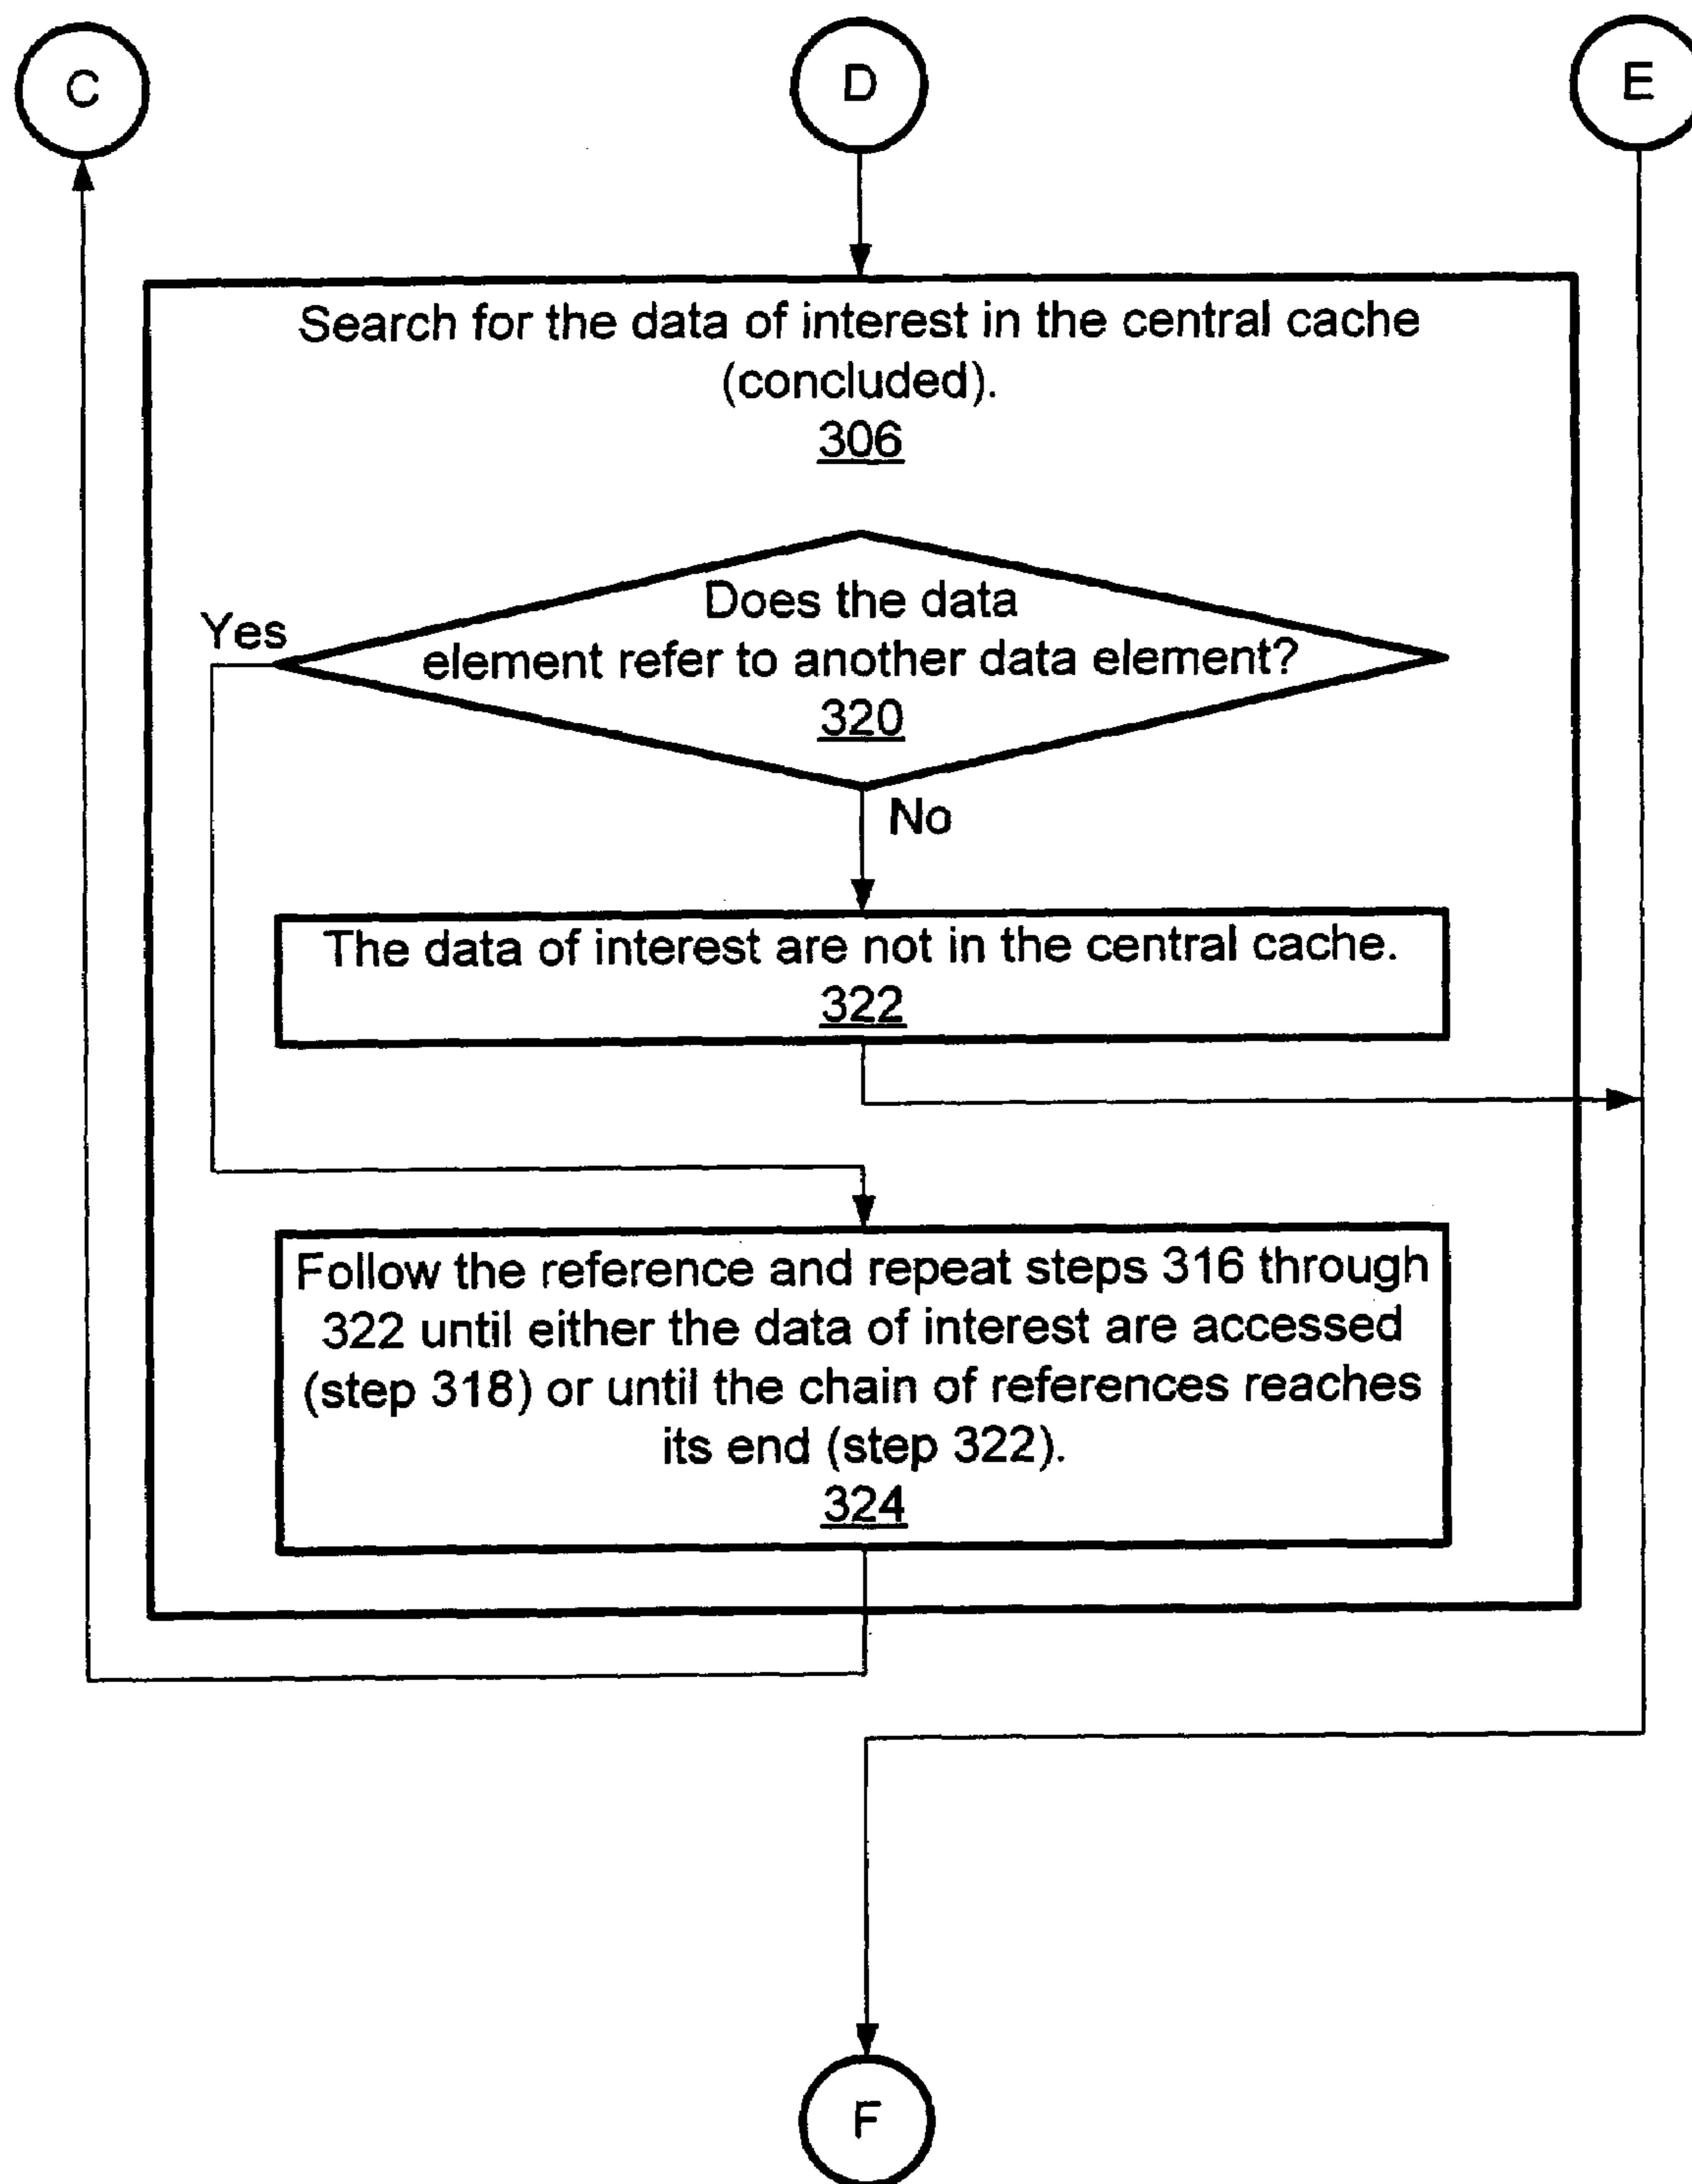 C
D
E
Search for the data of interest in the central cache
(concluded).
306
Does the data
element refer to another data element?
320
Yes
No
The data of interest are not in the central cache.
322
Follow the reference and repeat steps 316 through
322 until either the data of interest are accessed
(step 318) or until the chain of references reaches
its end (step 322).
324
F